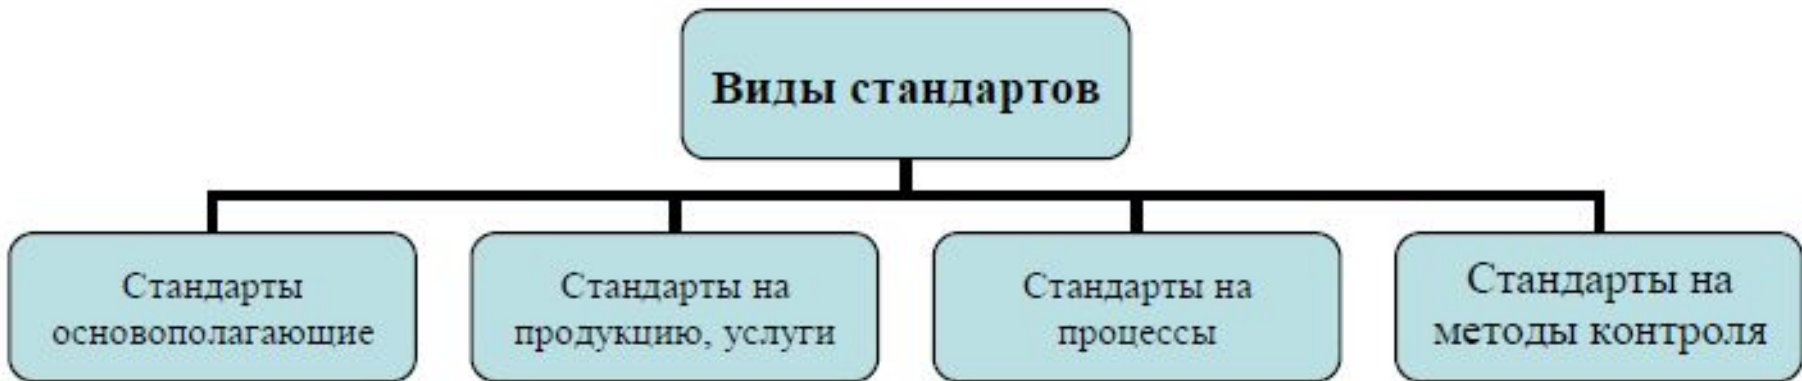 Виды стандартов
Стандарты
основополагающие
Стандарты на
продукцию, услуги
Стандарты на
процессы
Стандарты на
методы контроля